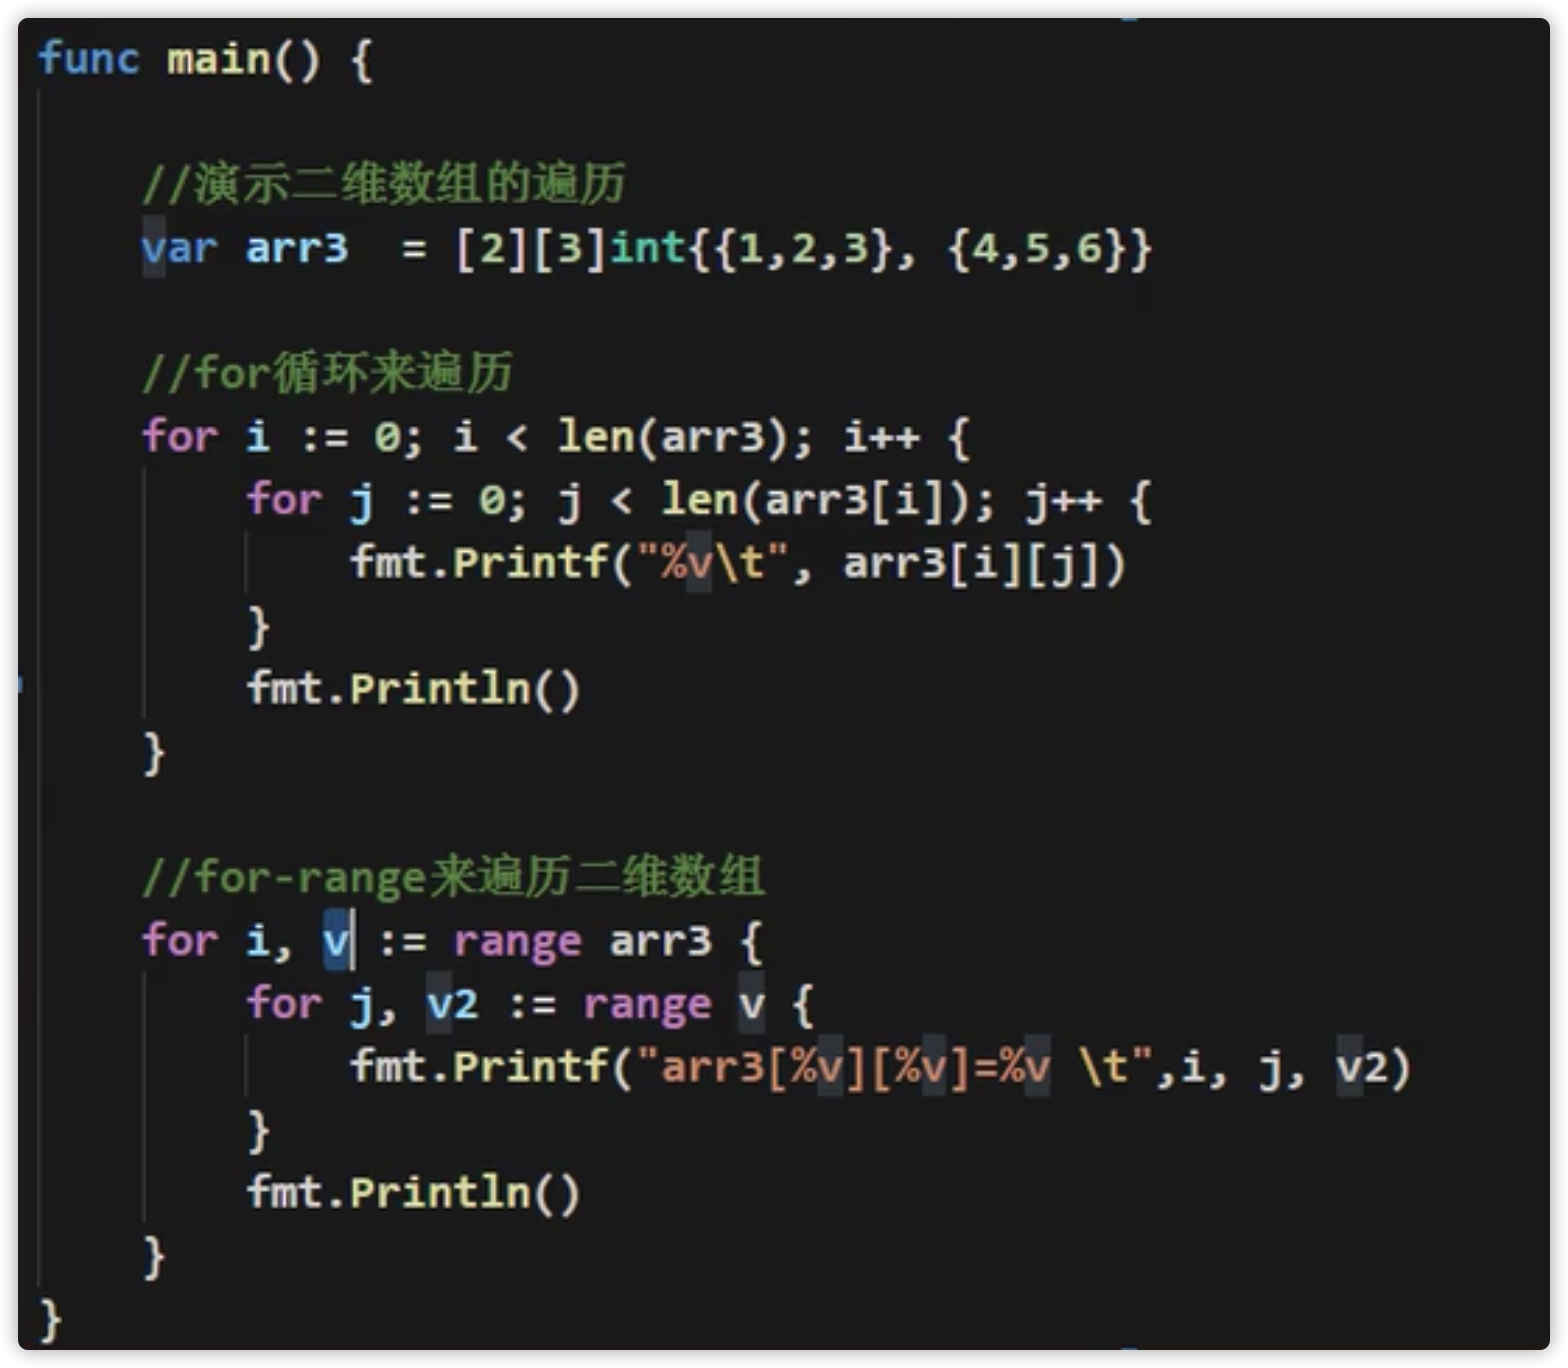 func main() {
//演示二维数组的遍历
var arr3  = [2][3]int{{1,2,3}, {4,5,6}}
//for循环来遍历
for i := 0; i < len(arr3); i++ {
for j := 0; j < len(arr3[i]); j++ {
fmt.Printf("%v\t", arr3[i][j])
}
fmt.Println()
}
//for-range来遍历二维数组
for i, v := range arr3 {
for j, v2 := range v {
fmt.Printf("arr3[%v][%v]=%v \t",i, j, v2)
}
fmt.Println()
}
}